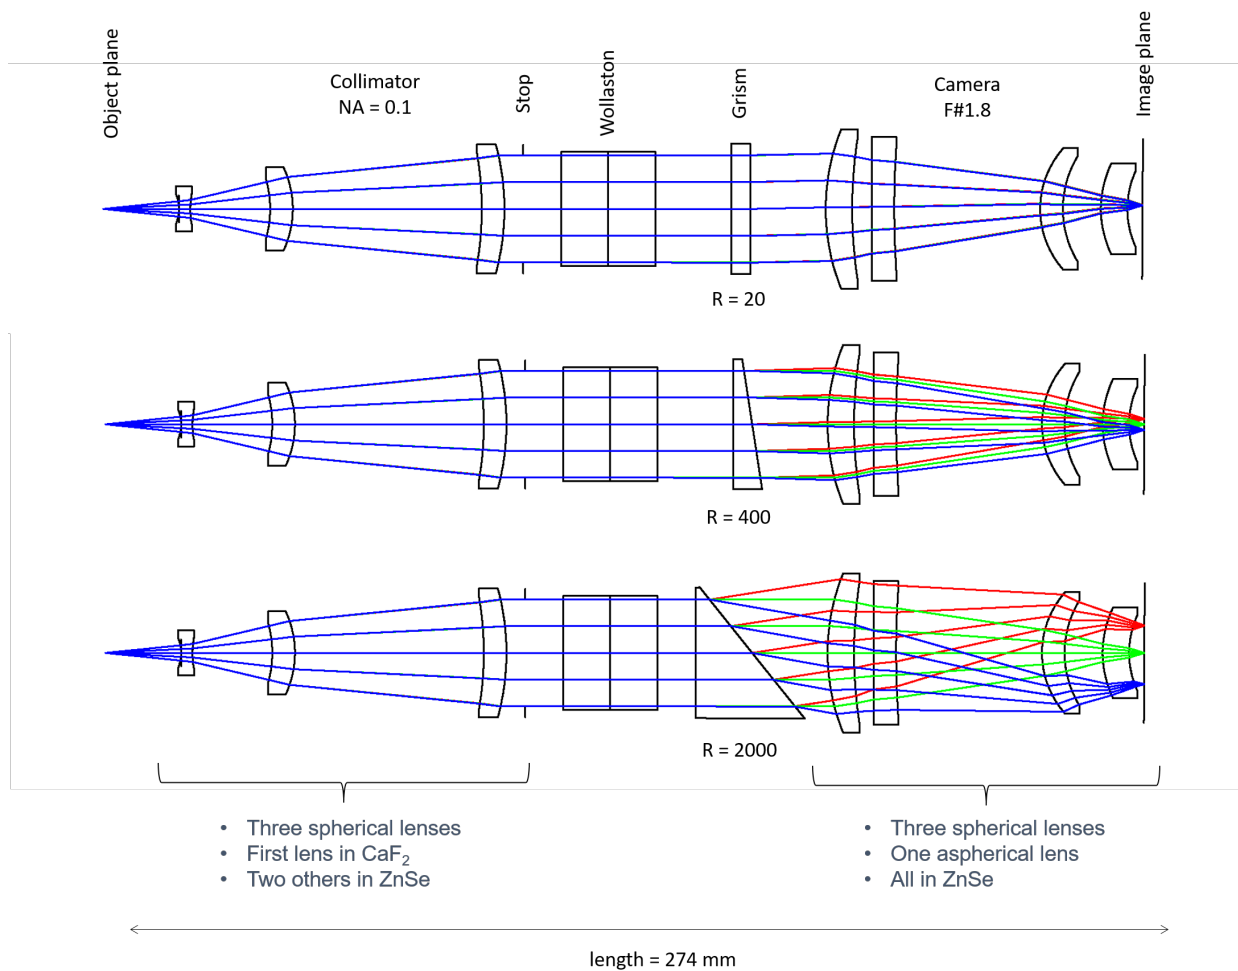 Object plane
Collimator
NA = 0.1
Stop
Wollaston
Grism
Camera
F#1.8
Image plane
R = 20
R = 400
R = 2000
• Three spherical lenses
• First lens in CaF₂
• Two others in ZnSe
• Three spherical lenses
• One aspherical lens
• All in ZnSe
length = 274 mm